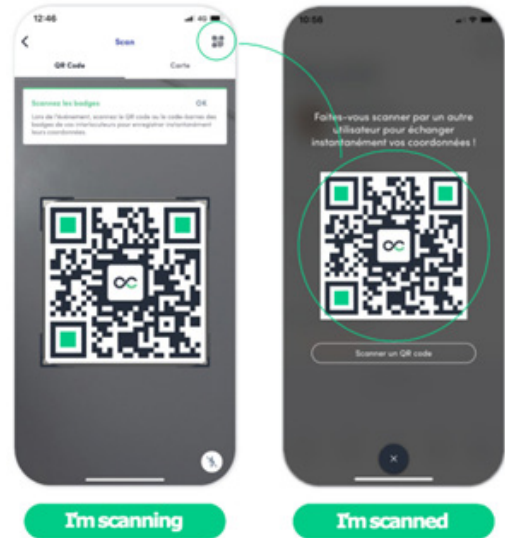 12:46
4G
Scan
QR Code
Carte
Scannez les badges
OK
Lors de l'événement, scannez le QR code ou le code-barres des
badges de vos interlocuteurs pour enregistrer instantanément
leurs coordonnées.
I'm scanning
10:58
Faites-vous scanner par un autre
utilisateur pour échanger
instantanément vos coordonnées !
Scanner un QR code
I'm scanned